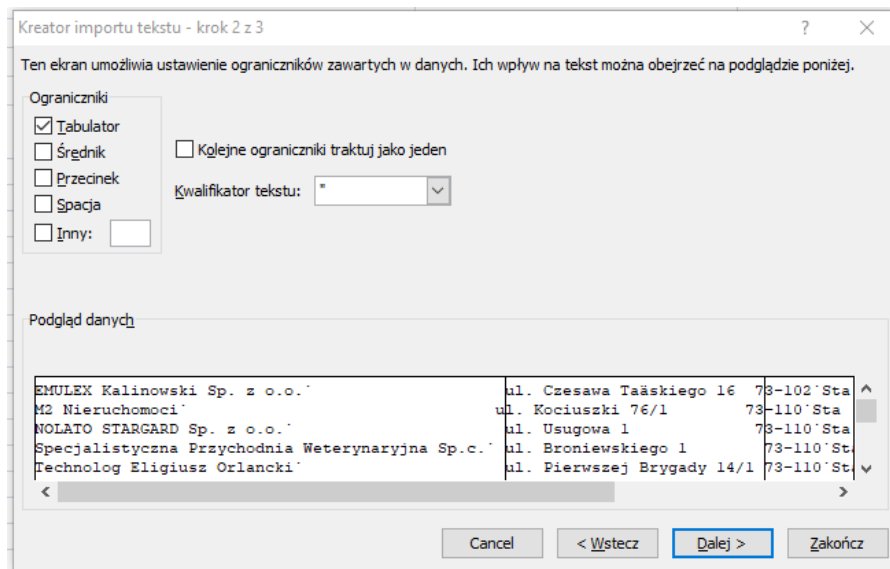 Kreator importu tekstu - krok 2 z 3 ? ×
Ten ekran umożliwia ustawienie ograniczników zawartych w danych. Ich wpływ na tekst można obejrzeć na podglądzie poniżej.
Ograniczniki
Tabulator
Średnik
Przecinek
Spacja
Inny:
Kolejne ograniczniki traktuj jako jeden
Kwalifikator tekstu: "
Podgląd danych
EMULEX Kalinowski Sp. z o.o.˙ ul. Czesawa Taäskiego 16 73-102˙Sta
M2 Nieruchomoci˙ ul. Kociuszki 76/1 73-110˙Sta
NOLATO STARGARD Sp. z o.o.˙ ul. Usugowa 1 73-110˙Sta
Specjalistyczna Przychodnia Weterynaryjna Sp.c.˙ ul. Broniewskiego 1 73-110˙Sta
Technolog Eligiusz Orlancki˙ ul. Pierwszej Brygady 14/1 73-110˙Sta
Cancel < Wstecz Dalej > Zakończ